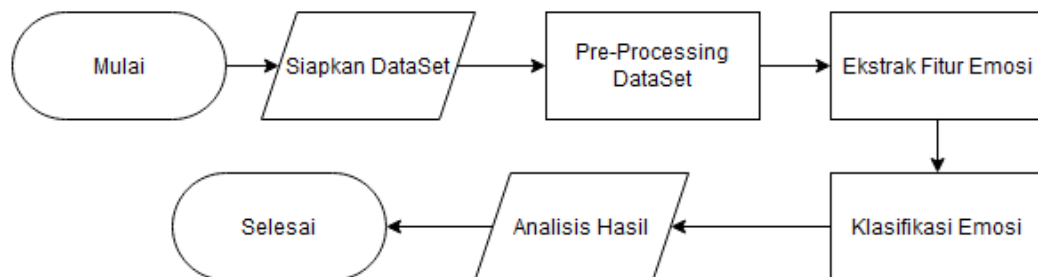 Mulai
Siapkan DataSet
Pre-Processing
DataSet
Ekstrak Fitur Emosi
Klasifikasi Emosi
Analisis Hasil
Selesai